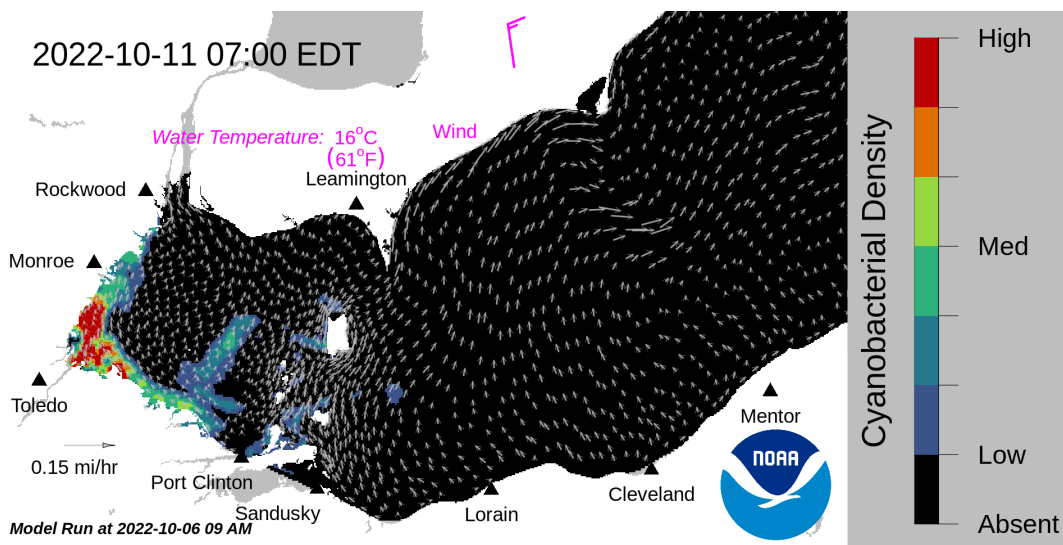 2022-10-11 07:00 EDT
Water Temperature: 16°C
(61°F)
Wind
Leamington
Rockwood
Monroe
Toledo
0.15 mi/hr
Port Clinton
Sandusky
Lorain
Cleveland
Mentor
NOAA
Model Run at 2022-10-06 09 AM
Cyanobacterial Density
High
Med
Low
Absent